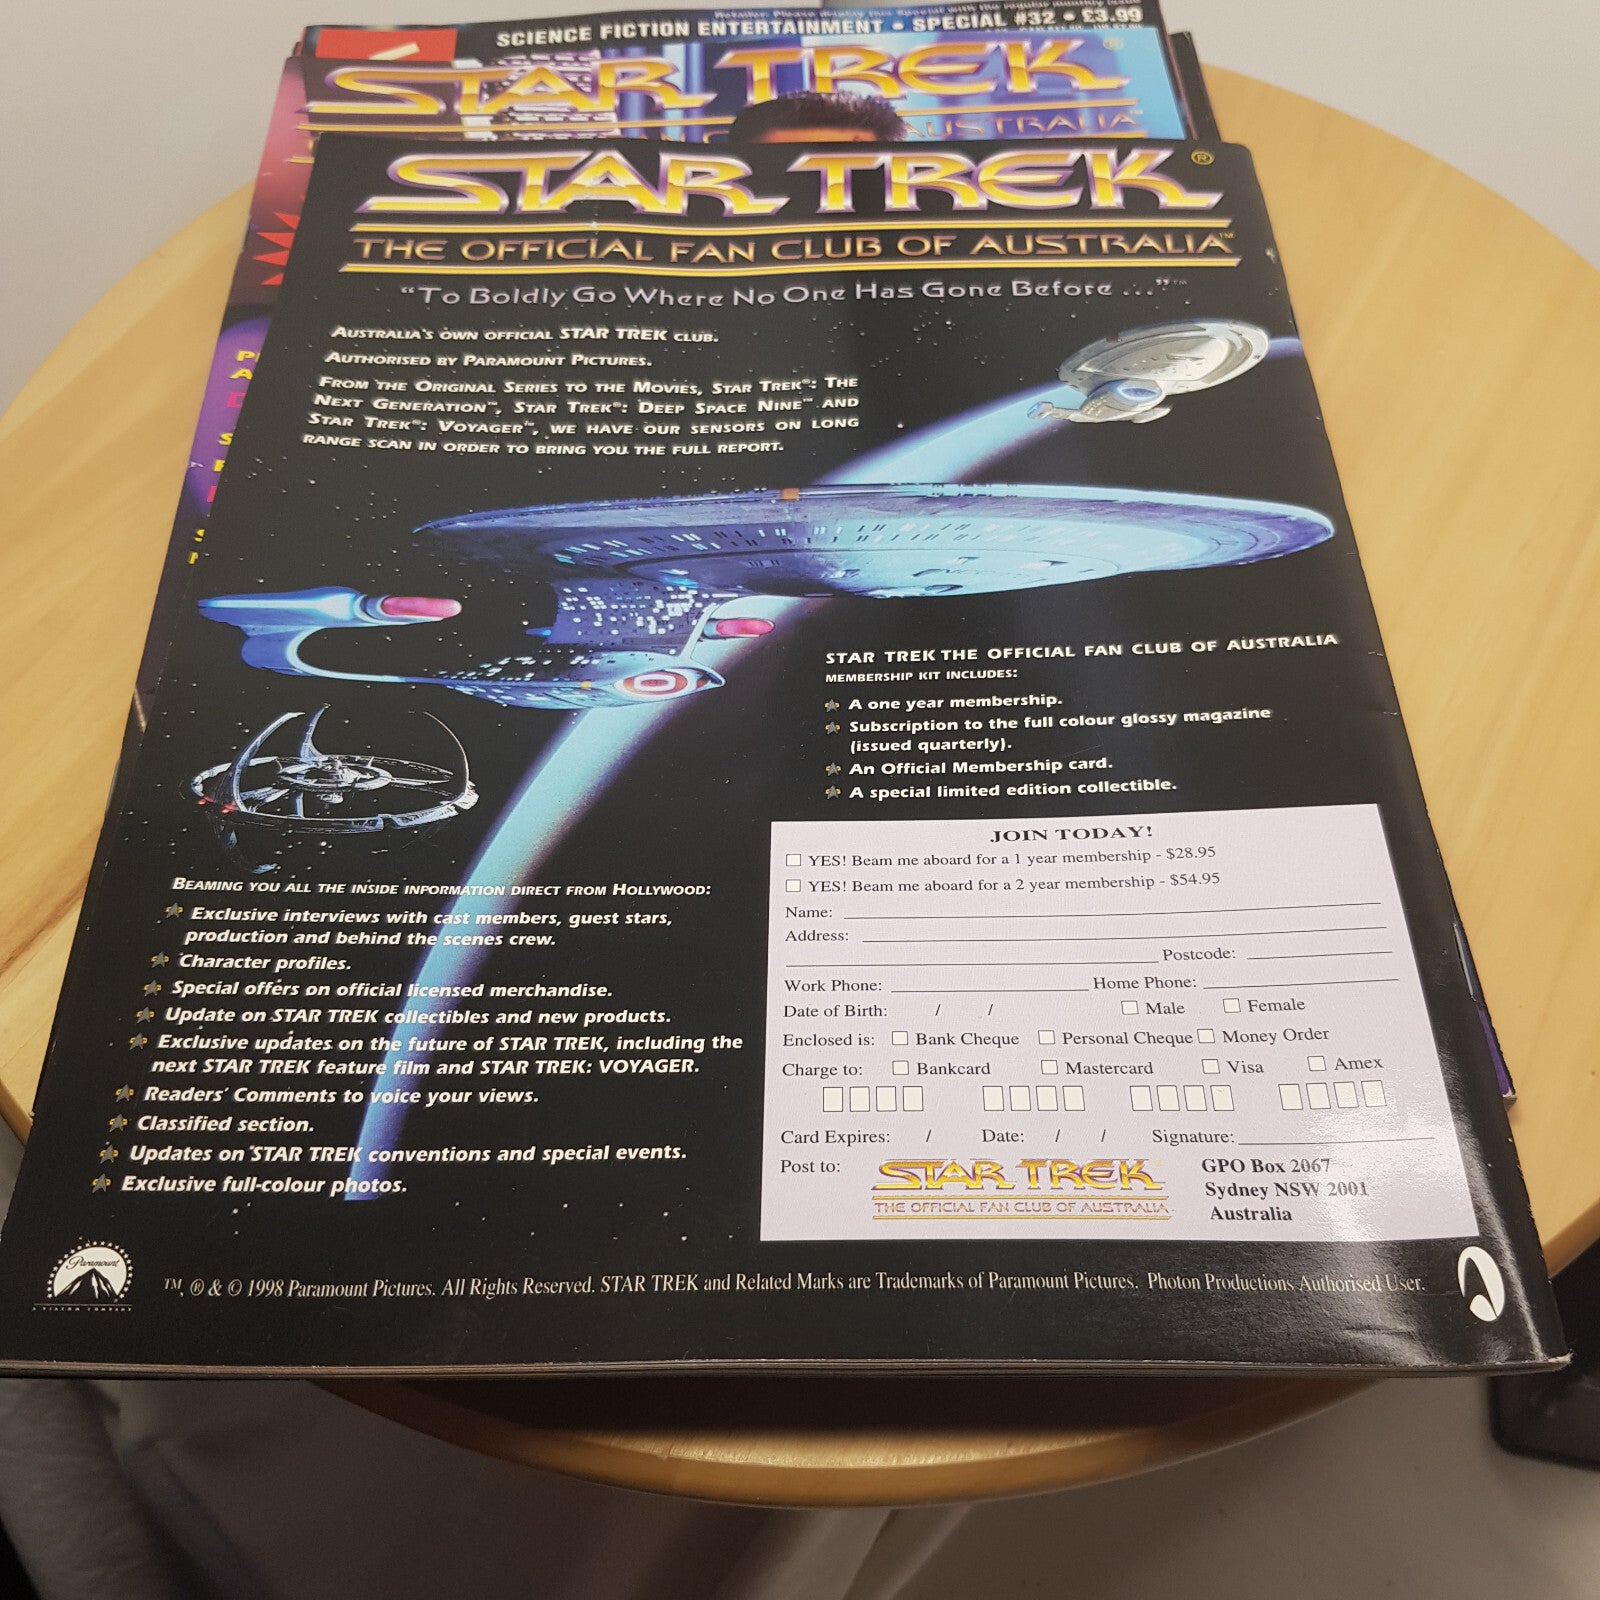 SCIENCE FICTION ENTERTAINMENT • SPECIAL #32 • £3.99
STAR TREK®
AUSTRALIA
STAR TREK®
THE OFFICIAL FAN CLUB OF AUSTRALIA™
"To Boldly Go Where No One Has Gone Before ..."™
Australia's own official STAR TREK club.
Authorised by Paramount Pictures.
From the Original Series to the Movies, Star Trek®: The
Next Generation™, Star Trek®: Deep Space Nine™ and
Star Trek®: Voyager™, we have our sensors on long
range scan in order to bring you the full report.
STAR TREK THE OFFICIAL FAN CLUB OF AUSTRALIA
MEMBERSHIP KIT INCLUDES:
A one year membership.
Subscription to the full colour glossy magazine
(issued quarterly).
An Official Membership card.
A special limited edition collectible.
Beaming you all the inside information direct from Hollywood:
Exclusive interviews with cast members, guest stars,
production and behind the scenes crew.
Character profiles.
Special offers on official licensed merchandise.
Update on STAR TREK collectibles and new products.
Exclusive updates on the future of STAR TREK, including the
next STAR TREK feature film and STAR TREK: VOYAGER.
Readers' Comments to voice your views.
Classified section.
Updates on STAR TREK conventions and special events.
Exclusive full-colour photos.
JOIN TODAY!
YES! Beam me aboard for a 1 year membership - $28.95
YES! Beam me aboard for a 2 year membership - $54.95
Name:
Address:
Postcode:
Work Phone: Home Phone:
Date of Birth: / / Male Female
Enclosed is: Bank Cheque Personal Cheque Money Order
Charge to: Bankcard Mastercard Visa Amex
Card Expires: / Date: / / Signature:
Post to: STAR TREK GPO Box 2067
THE OFFICIAL FAN CLUB OF AUSTRALIA Sydney NSW 2001
Australia
Paramount
A VIACOM COMPANY
™, ® & © 1998 Paramount Pictures. All Rights Reserved. STAR TREK and Related Marks are Trademarks of Paramount Pictures. Photon Productions Authorised User.